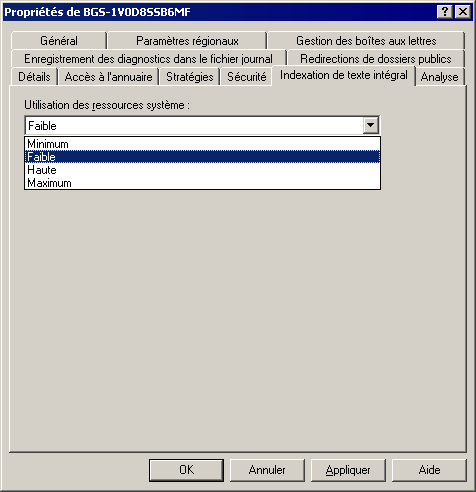 Propriétés de BGS-1V0D8SSB6MF
Général Paramètres régionaux Gestion des boîtes aux lettres
Enregistrement des diagnostics dans le fichier journal Redirections de dossiers publics
Détails Accès à l'annuaire Stratégies Sécurité Indexation de texte intégral Analyse
Utilisation des ressources système :
Faible
Minimum
Faible
Haute
Maximum
OK Annuler Appliquer Aide